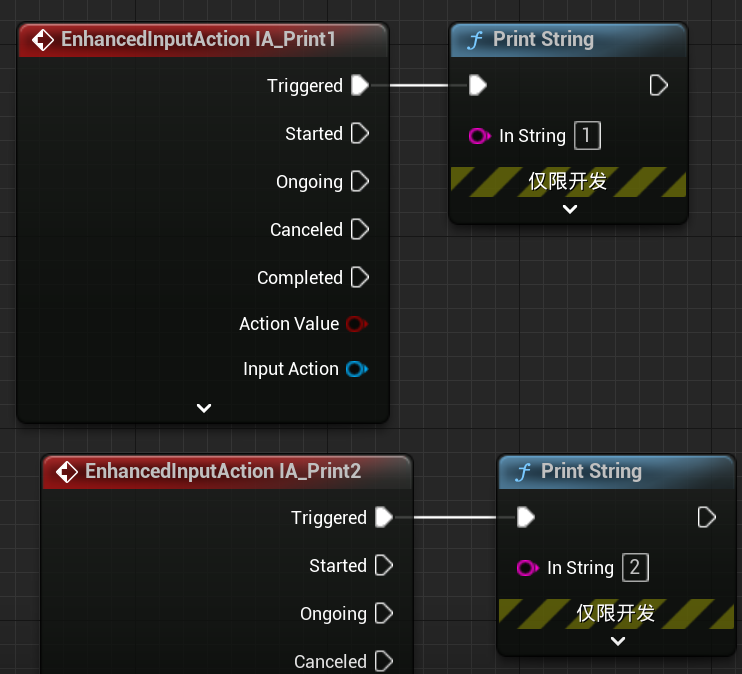 EnhancedInputAction IA_Print1
Triggered
Started
Ongoing
Canceled
Completed
Action Value
Input Action
Print String
In String 1
仅限开发
EnhancedInputAction IA_Print2
Triggered
Started
Ongoing
Canceled
Print String
In String 2
仅限开发